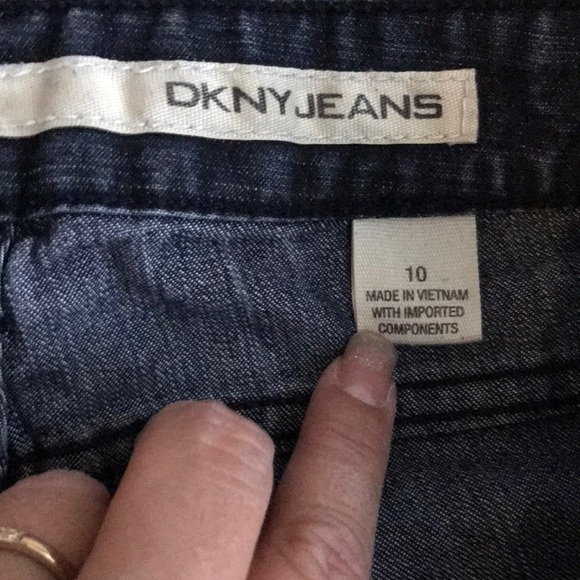 DKNYJEANS
10
MADE IN VIETNAM
WITH IMPORTED
COMPONENTS